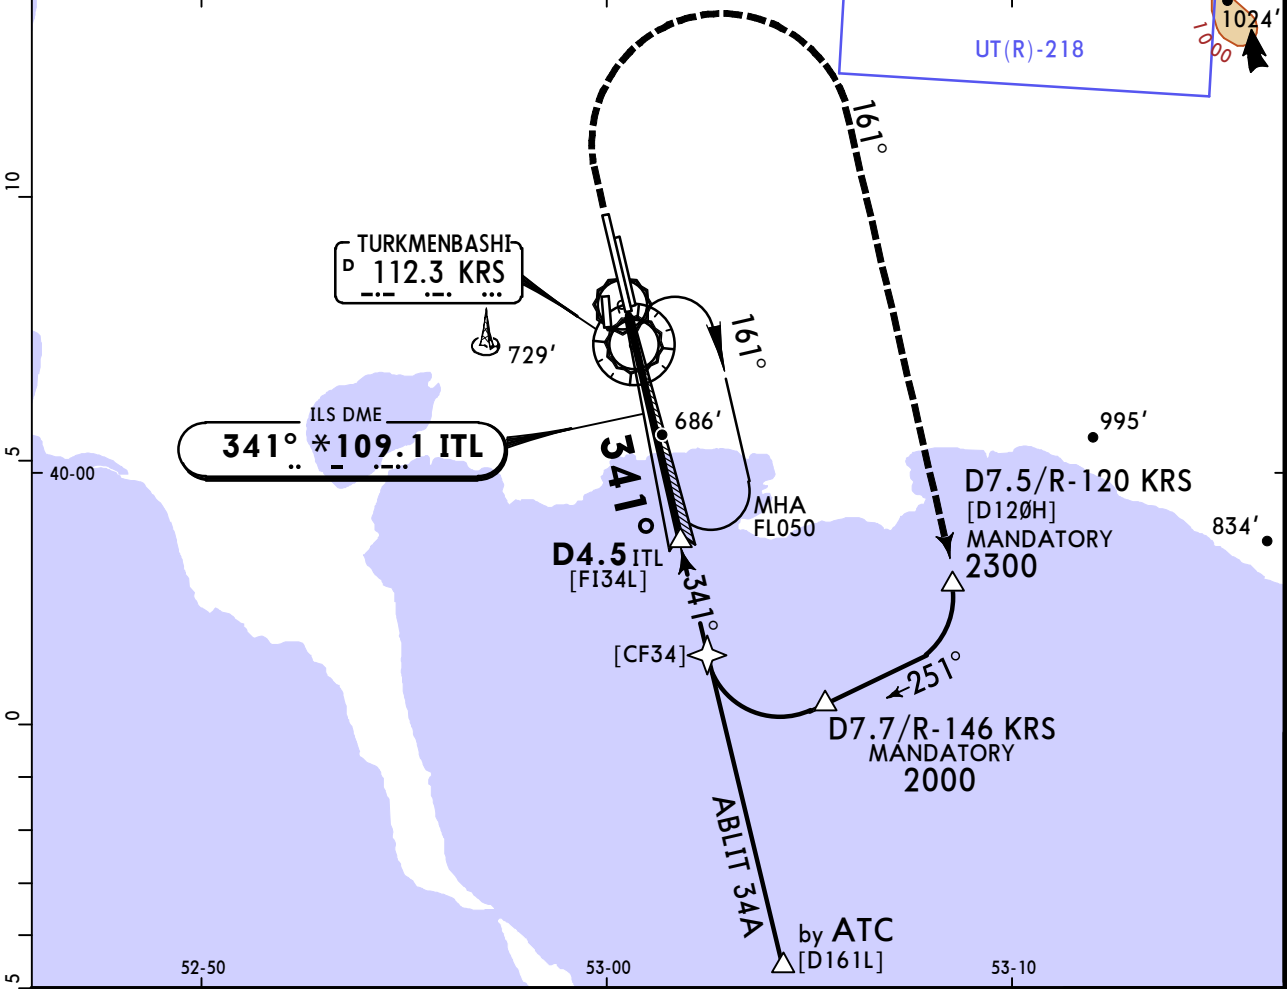 1024'
1000
UT(R)-218
161°
10
TURKMENBASHI
D 112.3 KRS
161°
729'
ILS DME
341° *109.1 ITL
686'
995'
5
40-00
341°
D7.5/R-120 KRS
[D120H]
MHA
FL050
834'
MANDATORY
2300
D4.5 ITL
[FI34L]
341°
[CF34]
251°
0
D7.7/R-146 KRS
MANDATORY
2000
ABLIT 34A
by ATC
[D161L]
5
52-50
53-00
53-10